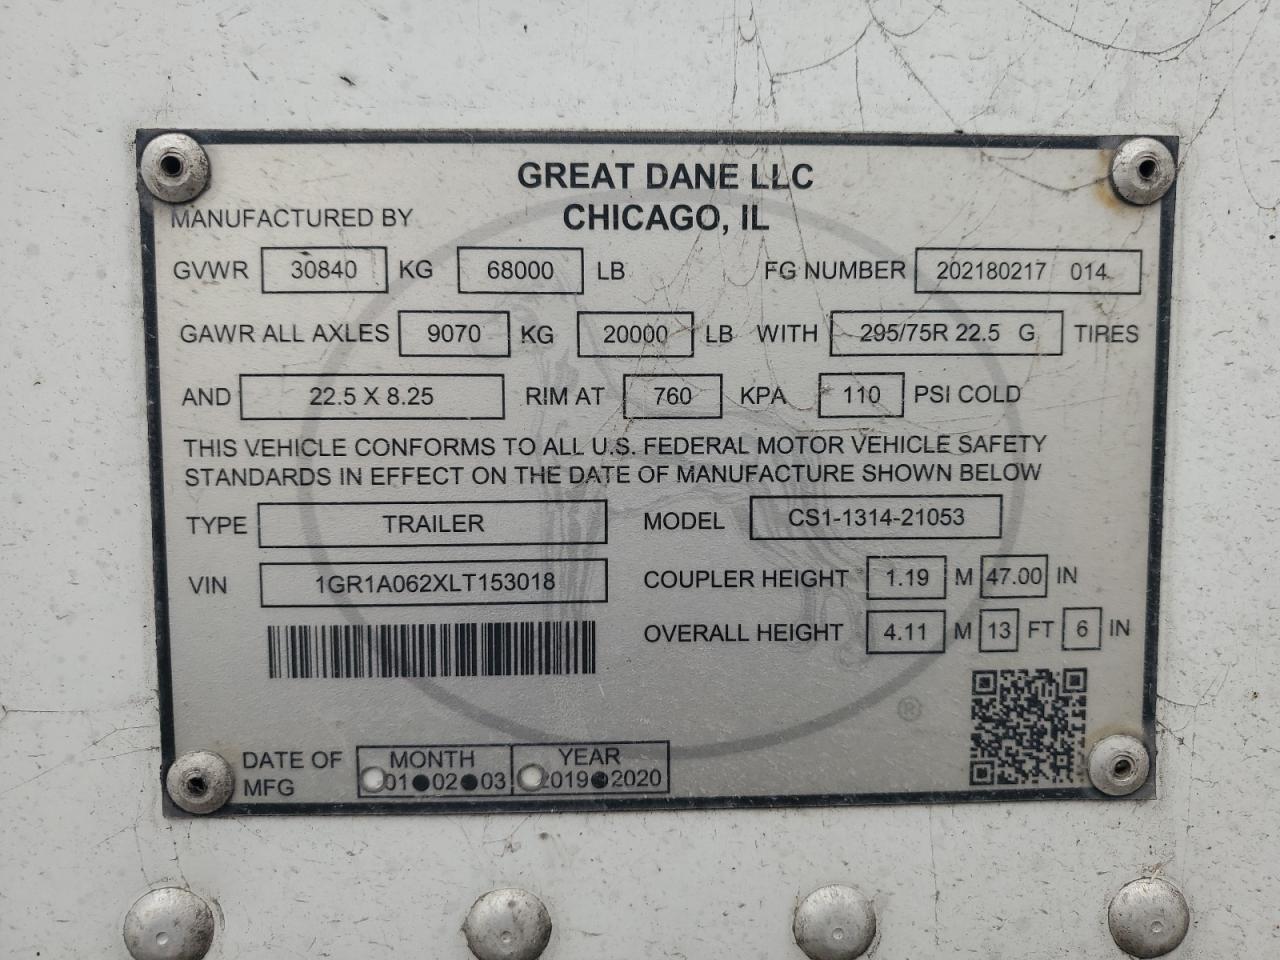 GREAT DANE LLC
MANUFACTURED BY CHICAGO, IL
GVWR 30840 KG 68000 LB FG NUMBER 202180217 014
GAWR ALL AXLES 9070 KG 20000 LB WITH 295/75R 22.5 G TIRES
AND 22.5 X 8.25 RIM AT 760 KPA 110 PSI COLD
THIS VEHICLE CONFORMS TO ALL U.S. FEDERAL MOTOR VEHICLE SAFETY
STANDARDS IN EFFECT ON THE DATE OF MANUFACTURE SHOWN BELOW
TYPE TRAILER MODEL CS1-1314-21053
VIN 1GR1A062XLT153018 COUPLER HEIGHT 1.19 M 47.00 IN
OVERALL HEIGHT 4.11 M 13 FT 6 IN
®
DATE OF MFG MONTH YEAR
01 02 03 2019 2020